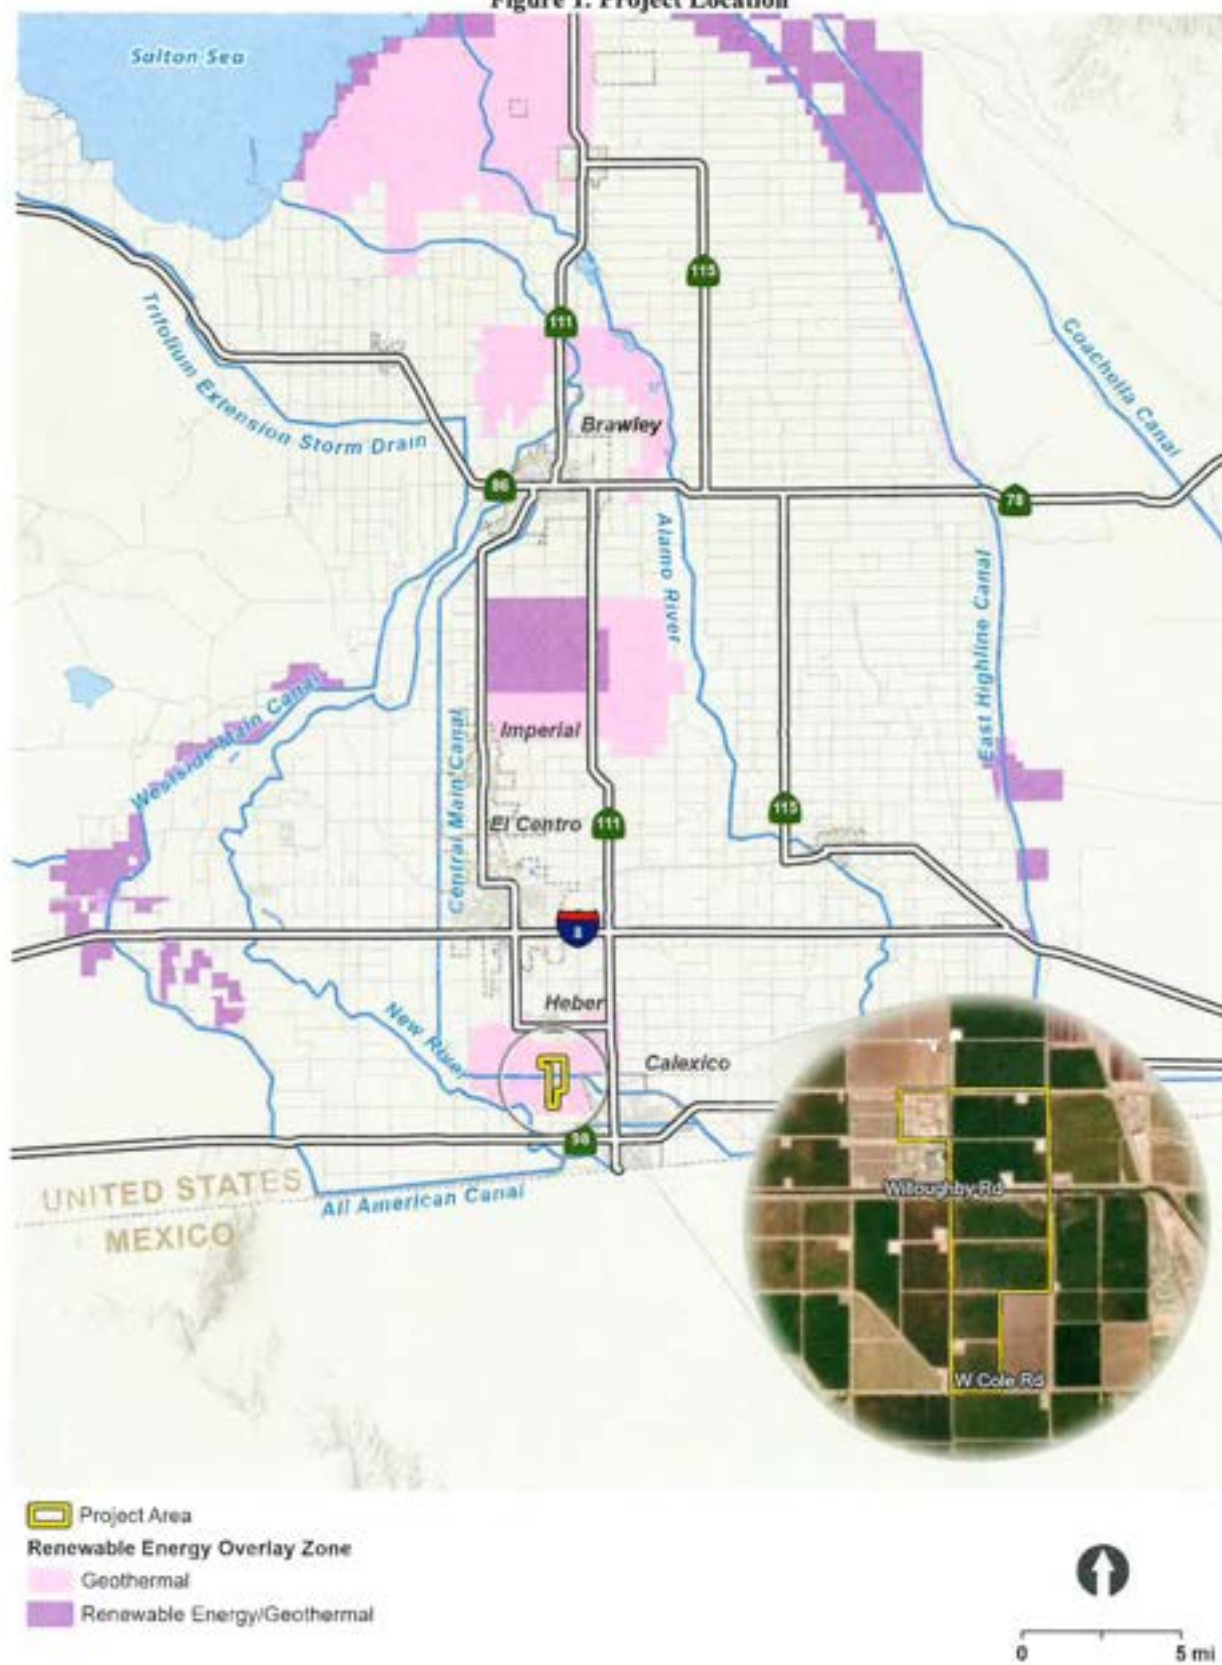 Figure 1. Project Location
Salton Sea
115
111
Trifolium Extension Storm Drain
Coachella Canal
Brawley
86
78
Alamo River
East Highline Canal
Westside Main Canal
Imperial
Central Main Canal
El Centro
111
115
8
Heber
New River
Calexico
98
UNITED STATES
MEXICO
All American Canal
Willoughby Rd
W Cole Rd
Project Area
Renewable Energy Overlay Zone
Geothermal
Renewable Energy/Geothermal
0 5 mi